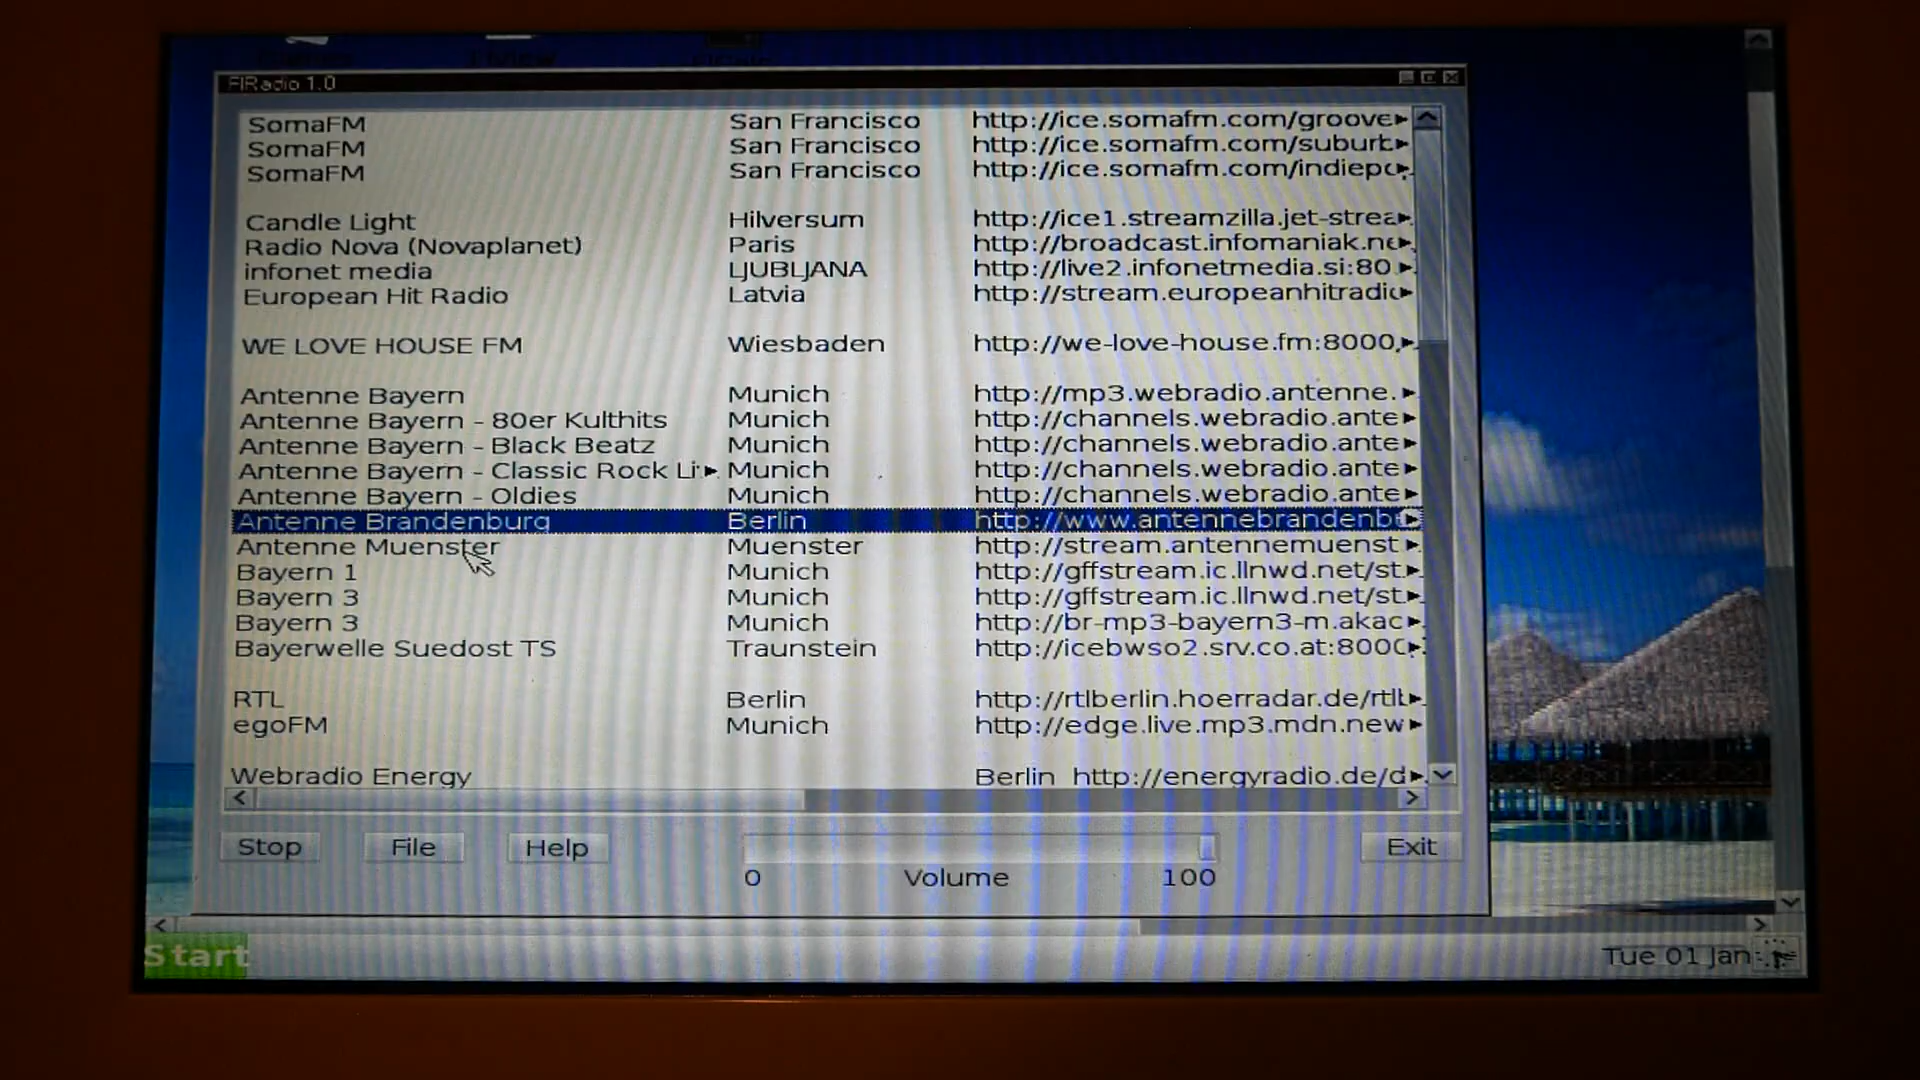 FlRadio 1.0
SomaFM San Francisco http://ice.somafm.com/groove
SomaFM San Francisco http://ice.somafm.com/suburb
SomaFM San Francisco http://ice.somafm.com/indiepo
Candle Light Hilversum http://ice1.streamzilla.jet-strea
Radio Nova (Novaplanet) Paris http://broadcast.infomaniak.ne
infonet media LJUBLJANA http://live2.infonetmedia.si:80
European Hit Radio Latvia http://stream.europeanhitradio
WE LOVE HOUSE FM Wiesbaden http://we-love-house.fm:8000
Antenne Bayern Munich http://mp3.webradio.antenne.
Antenne Bayern - 80er Kulthits Munich http://channels.webradio.ante
Antenne Bayern - Black Beatz Munich http://channels.webradio.ante
Antenne Bayern - Classic Rock Li Munich http://channels.webradio.ante
Antenne Bayern - Oldies Munich http://channels.webradio.ante
Antenne Brandenburg Berlin http://www.antennebrandenb
Antenne Muenster Muenster http://stream.antennemuenst
Bayern 1 Munich http://gffstream.ic.llnwd.net/st
Bayern 3 Munich http://gffstream.ic.llnwd.net/st
Bayern 3 Munich http://br-mp3-bayern3-m.akac
Bayerwelle Suedost TS Traunstein http://icebwso2.srv.co.at:8000
RTL Berlin http://rtlberlin.hoerradar.de/rtlb
egoFM Munich http://edge.live.mp3.mdn.new
Webradio Energy Berlin http://energyradio.de/d
Stop File Help Exit
0 Volume 100
Start Tue 01 Jan